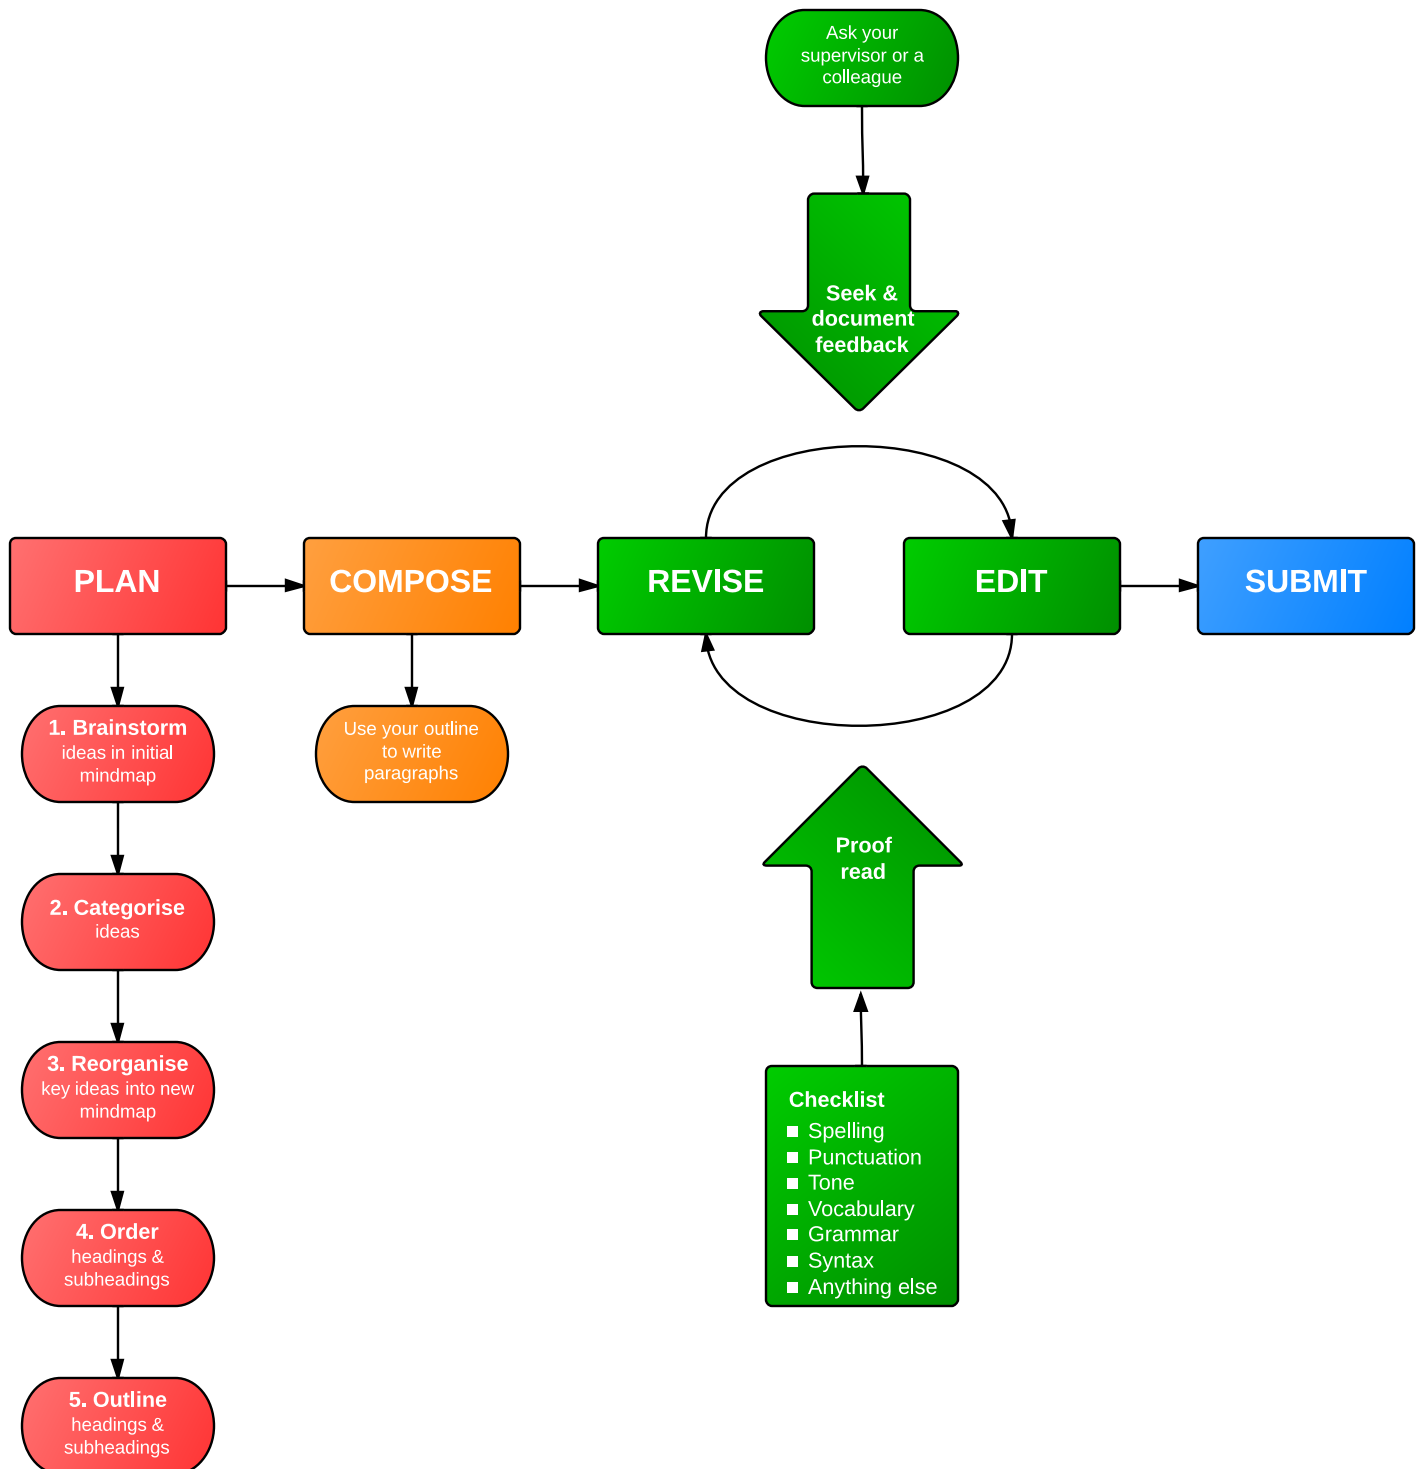 Ask your
supervisor or a
colleague
Seek &
document
feedback
PLAN
COMPOSE
REVISE
EDIT
SUBMIT
1. Brainstorm
ideas in initial
mindmap
Use your outline
to write
paragraphs
2. Categorise
ideas
3. Reorganise
key ideas into new
mindmap
4. Order
headings &
subheadings
5. Outline
headings &
subheadings
Proof
read
Checklist
Spelling
Punctuation
Tone
Vocabulary
Grammar
Syntax
Anything else